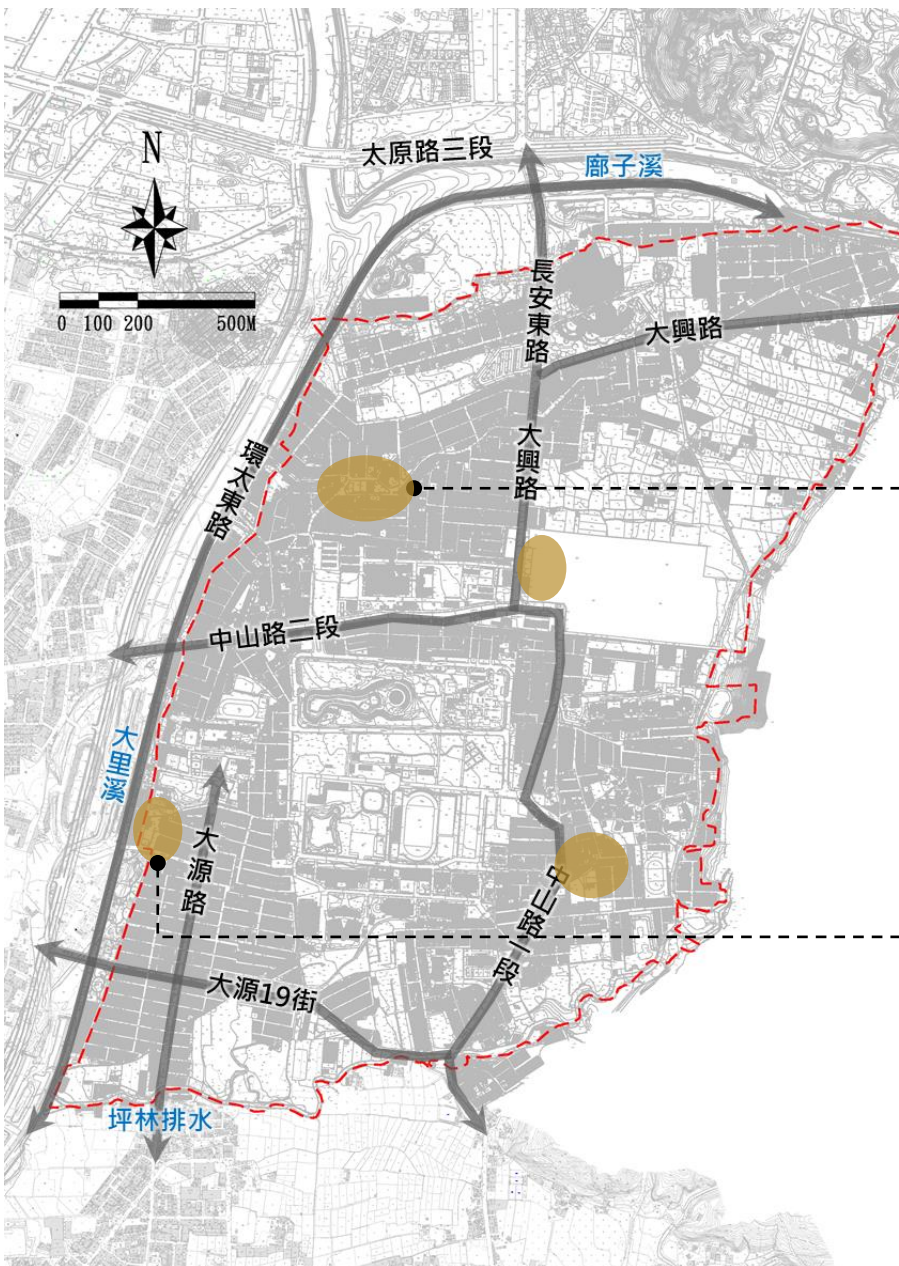 太原路三段
廍子溪
N
0 100 200 500M
長安東路
大興路
大興路
環太東路
中山路二段
大里溪
大源路
中山路一段
大源19街
坪林排水